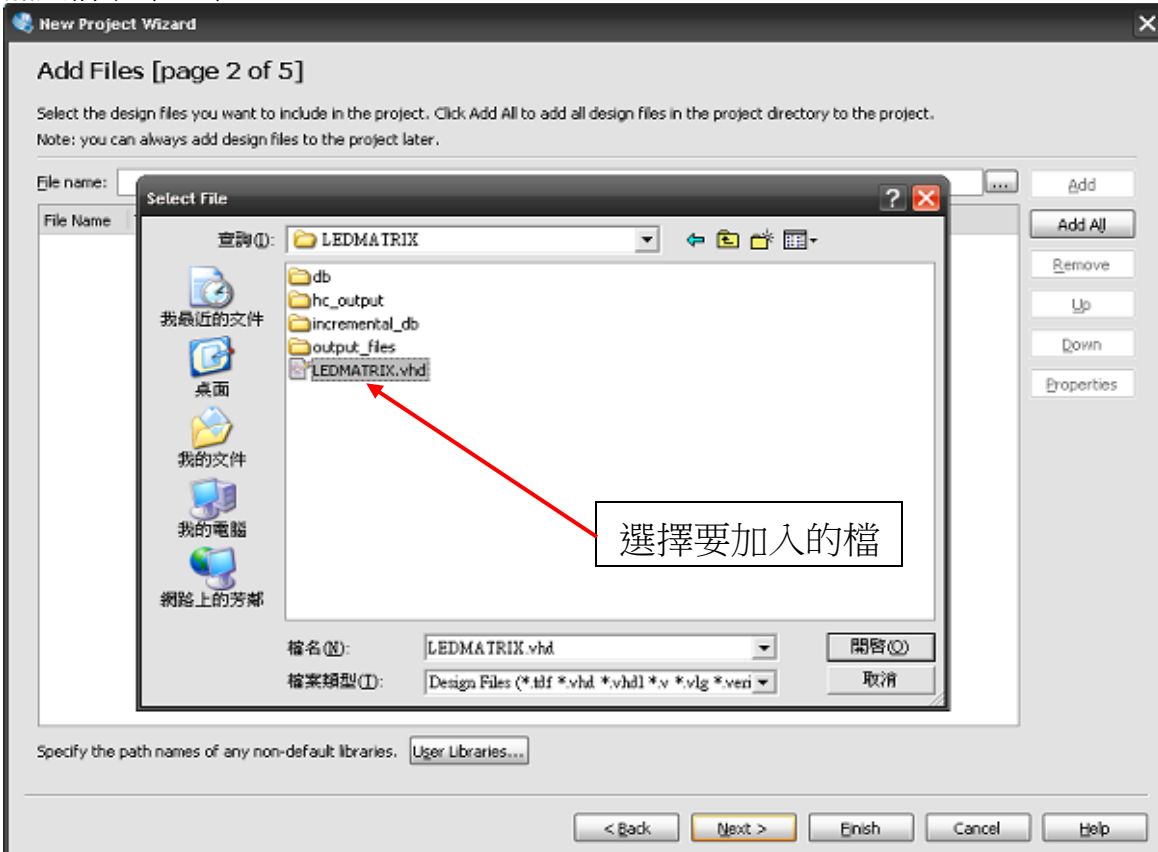 New Project Wizard
Add Files [page 2 of 5]
Select the design files you want to include in the project. Click Add All to add all design files in the project directory to the project.
Note: you can always add design files to the project later.
File name:
...
Add
File Name
Add All
Remove
Up
Down
Properties
Select File
查詢(I):
LEDMATRIX
我最近的文件
桌面
我的文件
我的電腦
網路上的芳鄰
db
hc_output
incremental_db
output_files
LEDMATRIX.vhd
選擇要加入的檔
檔名(N):
LEDMATRIX.vhd
開啓(O)
檔案類型(T):
Design Files (*.tdf *.vhd *.vhdl *.v *.vlg *.veri
取消
Specify the path names of any non-default libraries.
User Libraries...
< Back
Next >
Finish
Cancel
Help